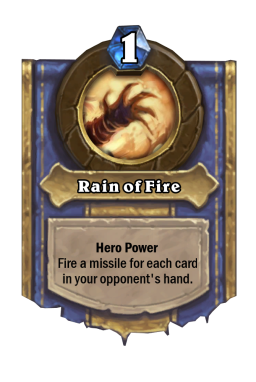 1
Rain of Fire
Hero Power
Fire a missile for each card
in your opponent's hand.